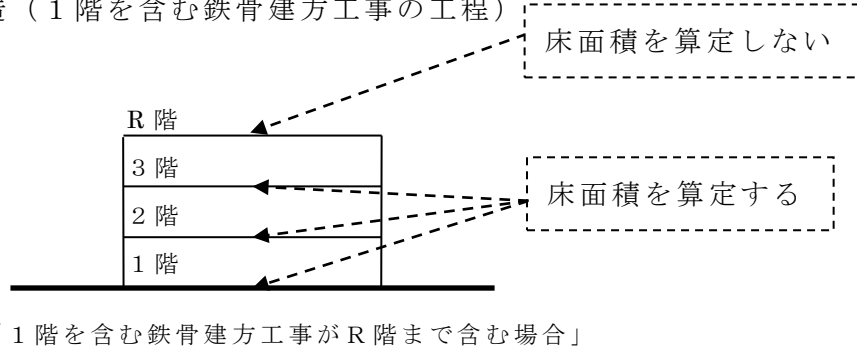 （1階を含む鉄骨建方工事の工程）
床面積を算定しない
R階
3階
床面積を算定する
2階
1階
1階を含む鉄骨建方工事がR階まで含む場合」